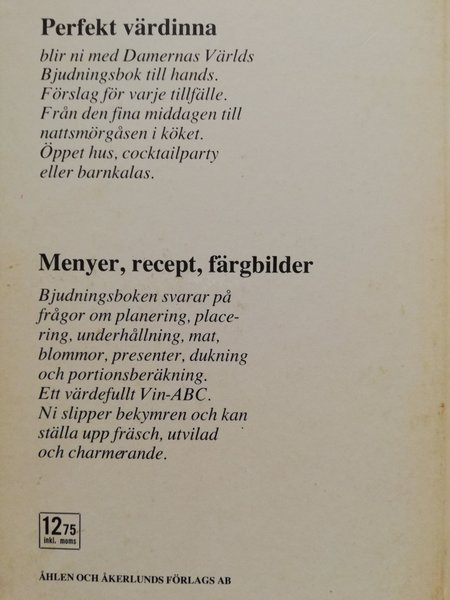 Perfekt värdinna
blir ni med Damernas Världs
Bjudningsbok till hands.
Förslag för varje tillfälle.
Från den fina middagen till
nattsmörgåsen i köket.
Öppet hus, cocktailparty
eller barnkalas.
Menyer, recept, färgbilder
Bjudningsboken svarar på
frågor om planering, place-
ring, underhållning, mat,
blommor, presenter, dukning
och portionsberäkning.
Ett värdefullt Vin-ABC.
Ni slipper bekymren och kan
ställa upp fräsch, utvilad
och charmerande.
12 75
inkl. moms
ÅHLEN OCH ÅKERLUNDS FÖRLAGS AB